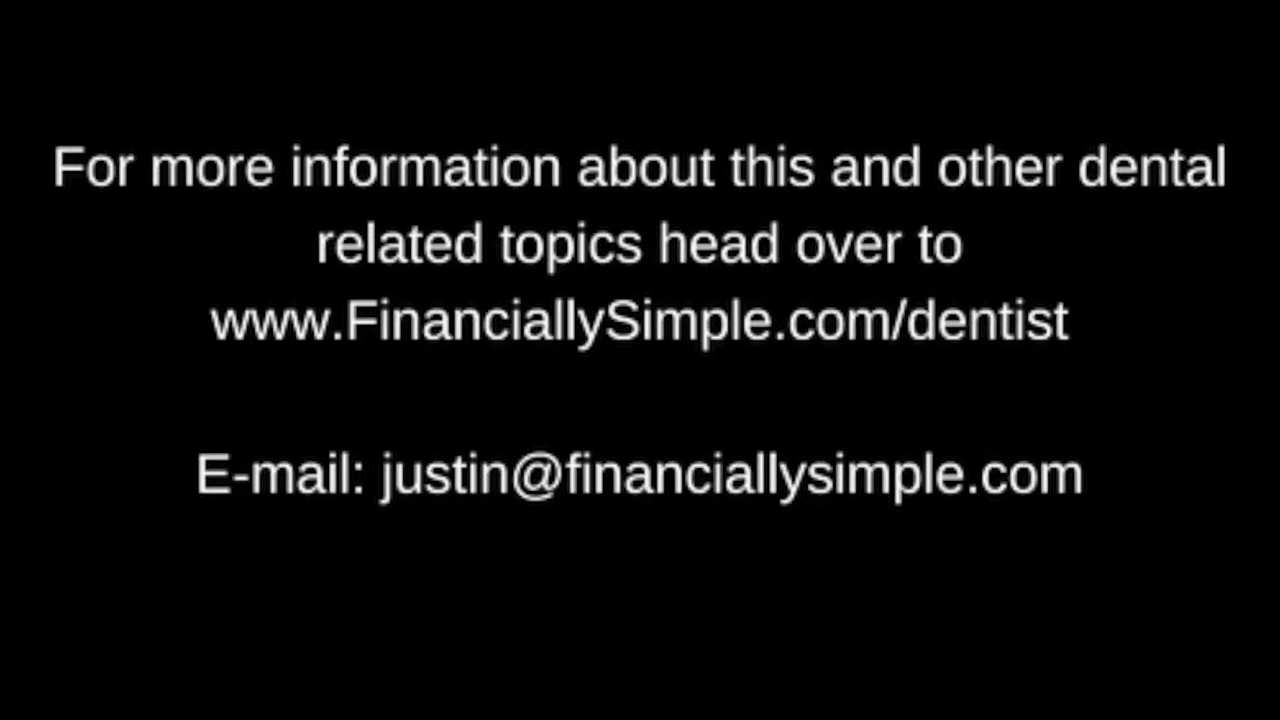 For more information about this and other dental
related topics head over to
www.FinanciallySimple.com/dentist
E-mail: justin@financiallysimple.com